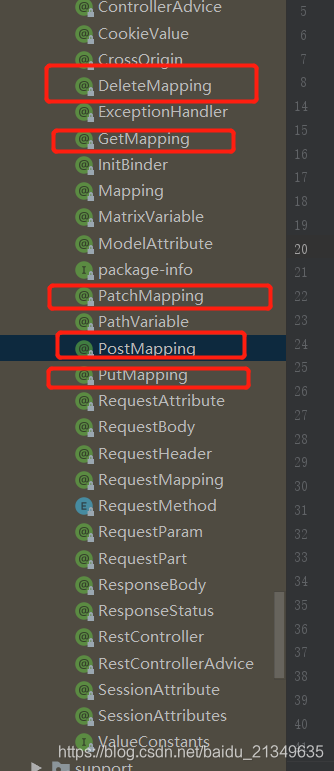 ControllerAdvice
CookieValue
CrossOrigin
DeleteMapping
ExceptionHandler
GetMapping
InitBinder
Mapping
MatrixVariable
ModelAttribute
package-info
PatchMapping
PathVariable
PostMapping
PutMapping
RequestAttribute
RequestBody
RequestHeader
RequestMapping
RequestMethod
RequestParam
RequestPart
ResponseBody
ResponseStatus
RestController
RestControllerAdvice
SessionAttribute
SessionAttributes
ValueConstants
support
https://blog.csdn.net/baidu_21349635
5
6
7
8
14
15
16
17
18
19
20
21
22
23
24
25
26
27
28
29
30
31
32
33
34
35
36
37
38
39
40